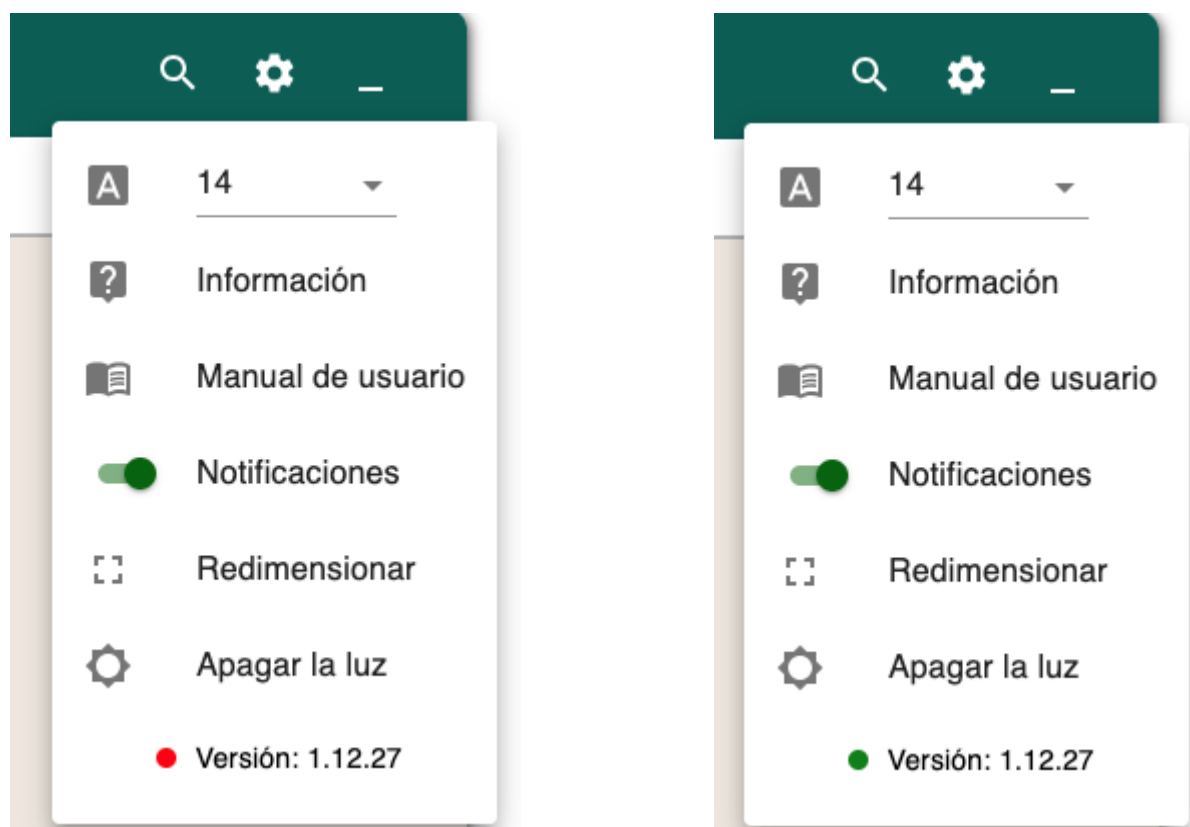 A 14
Información
Manual de usuario
Notificaciones
Redimensionar
Apagar la luz
Versión: 1.12.27
A 14
Información
Manual de usuario
Notificaciones
Redimensionar
Apagar la luz
Versión: 1.12.27